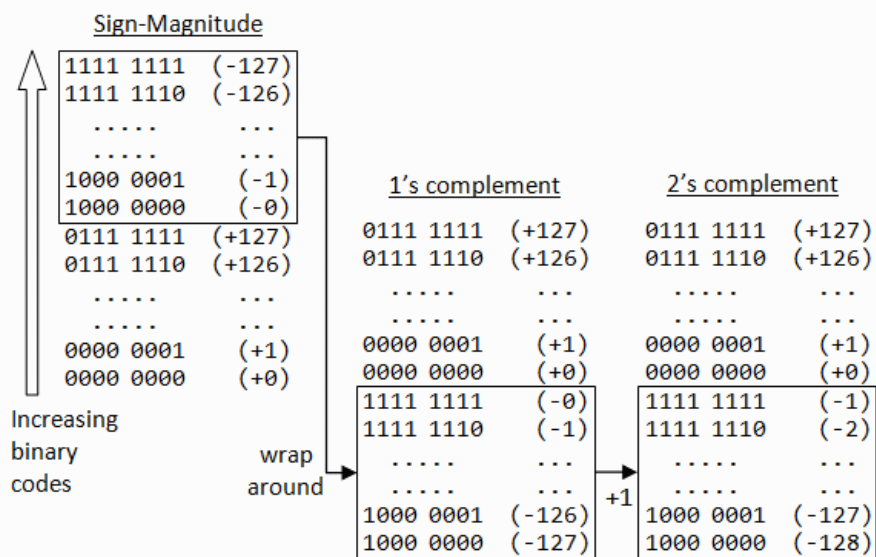 Sign-Magnitude
1111 1111 (-127)
1111 1110 (-126)
..... ...
..... ...
1000 0001 (-1)
1000 0000 (-0)
0111 1111 (+127)
0111 1110 (+126)
..... ...
..... ...
0000 0001 (+1)
0000 0000 (+0)
Increasing
binary
codes
wrap
around
1's complement
0111 1111 (+127)
0111 1110 (+126)
..... ...
..... ...
0000 0001 (+1)
0000 0000 (+0)
1111 1111 (-0)
1111 1110 (-1)
..... ...
..... ...
1000 0001 (-126)
1000 0000 (-127)
+1
2's complement
0111 1111 (+127)
0111 1110 (+126)
..... ...
..... ...
0000 0001 (+1)
0000 0000 (+0)
1111 1111 (-1)
1111 1110 (-2)
..... ...
..... ...
1000 0001 (-127)
1000 0000 (-128)